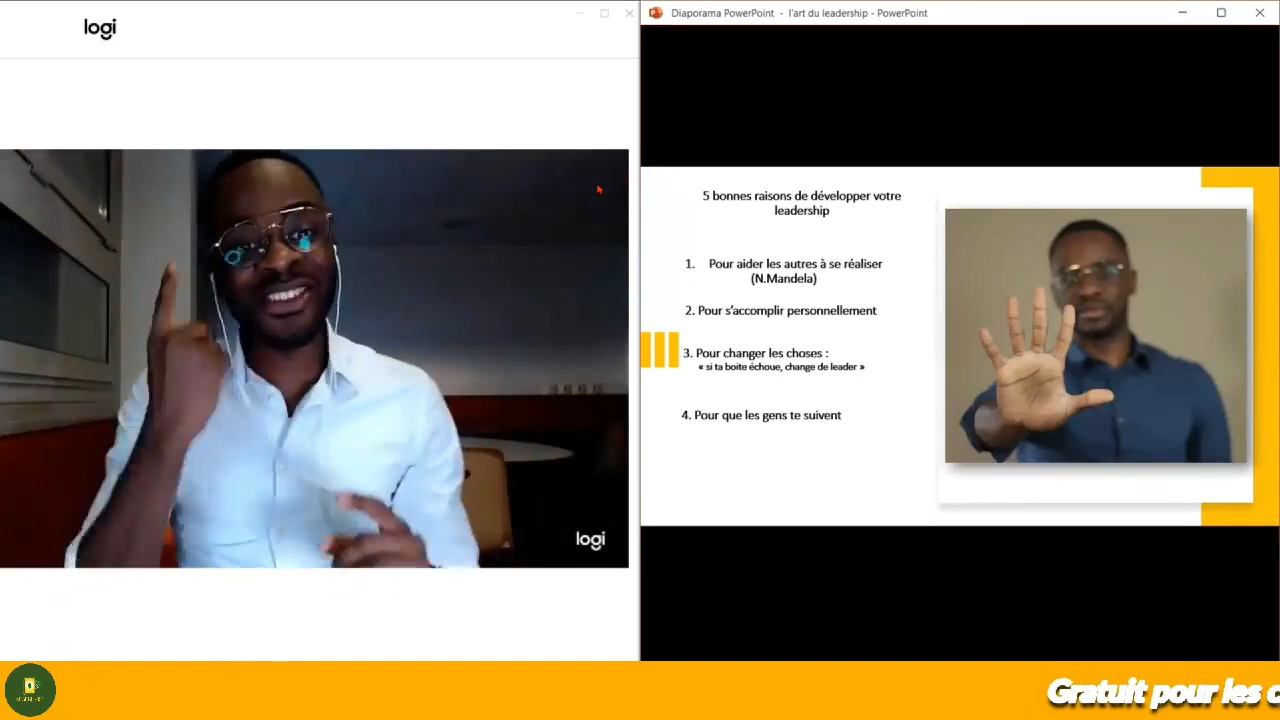 logi
Diaporama PowerPoint - l'art du leadership - PowerPoint
5 bonnes raisons de développer votre
leadership
1. Pour aider les autres à se réaliser
(N.Mandela)
2. Pour s'accomplir personnellement
3. Pour changer les choses :
« si ta boite échoue, change de leader »
4. Pour que les gens te suivent
logi
Gratuit pour les